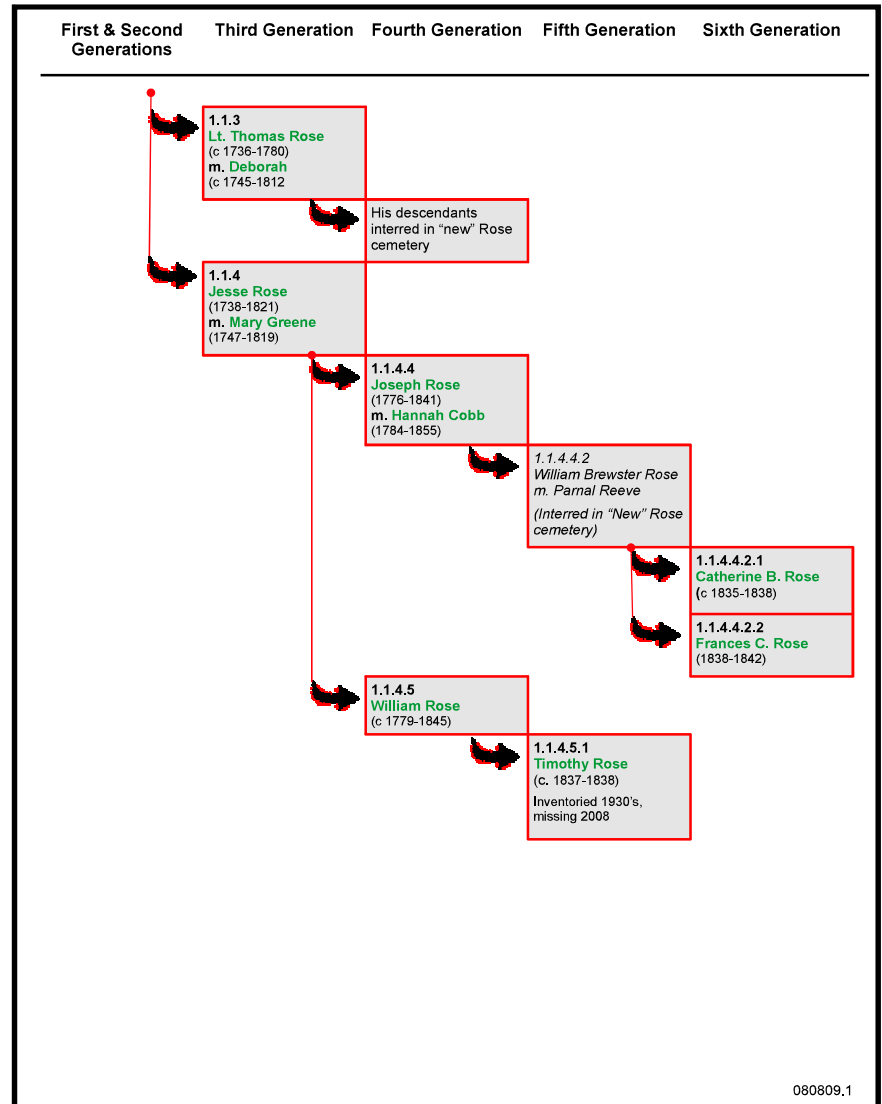 First & Second
Generations
Third Generation
Fourth Generation
Fifth Generation
Sixth Generation
1.1.3
Lt. Thomas Rose
(c 1736-1780)
m. Deborah
(c 1745-1812
His descendants
interred in “new” Rose
cemetery
1.1.4
Jesse Rose
(1738-1821)
m. Mary Greene
(1747-1819)
1.1.4.4
Joseph Rose
(1776-1841)
m. Hannah Cobb
(1784-1855)
1.1.4.4.2
William Brewster Rose
m. Parnal Reeve
(Interred in “New” Rose
cemetery)
1.1.4.4.2.1
Catherine B. Rose
(c 1835-1838)
1.1.4.4.2.2
Frances C. Rose
(1838-1842)
1.1.4.5
William Rose
(c 1779-1845)
1.1.4.5.1
Timothy Rose
(c. 1837-1838)
Inventoried 1930’s,
missing 2008
080809.1